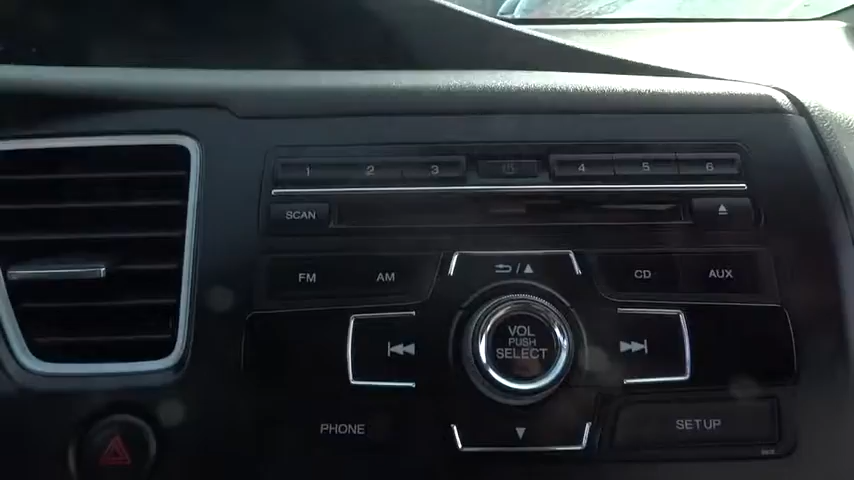 1 2 3 4 5 6
SCAN
FM AM / CD AUX
VOL
PUSH
SELECT
PHONE SETUP